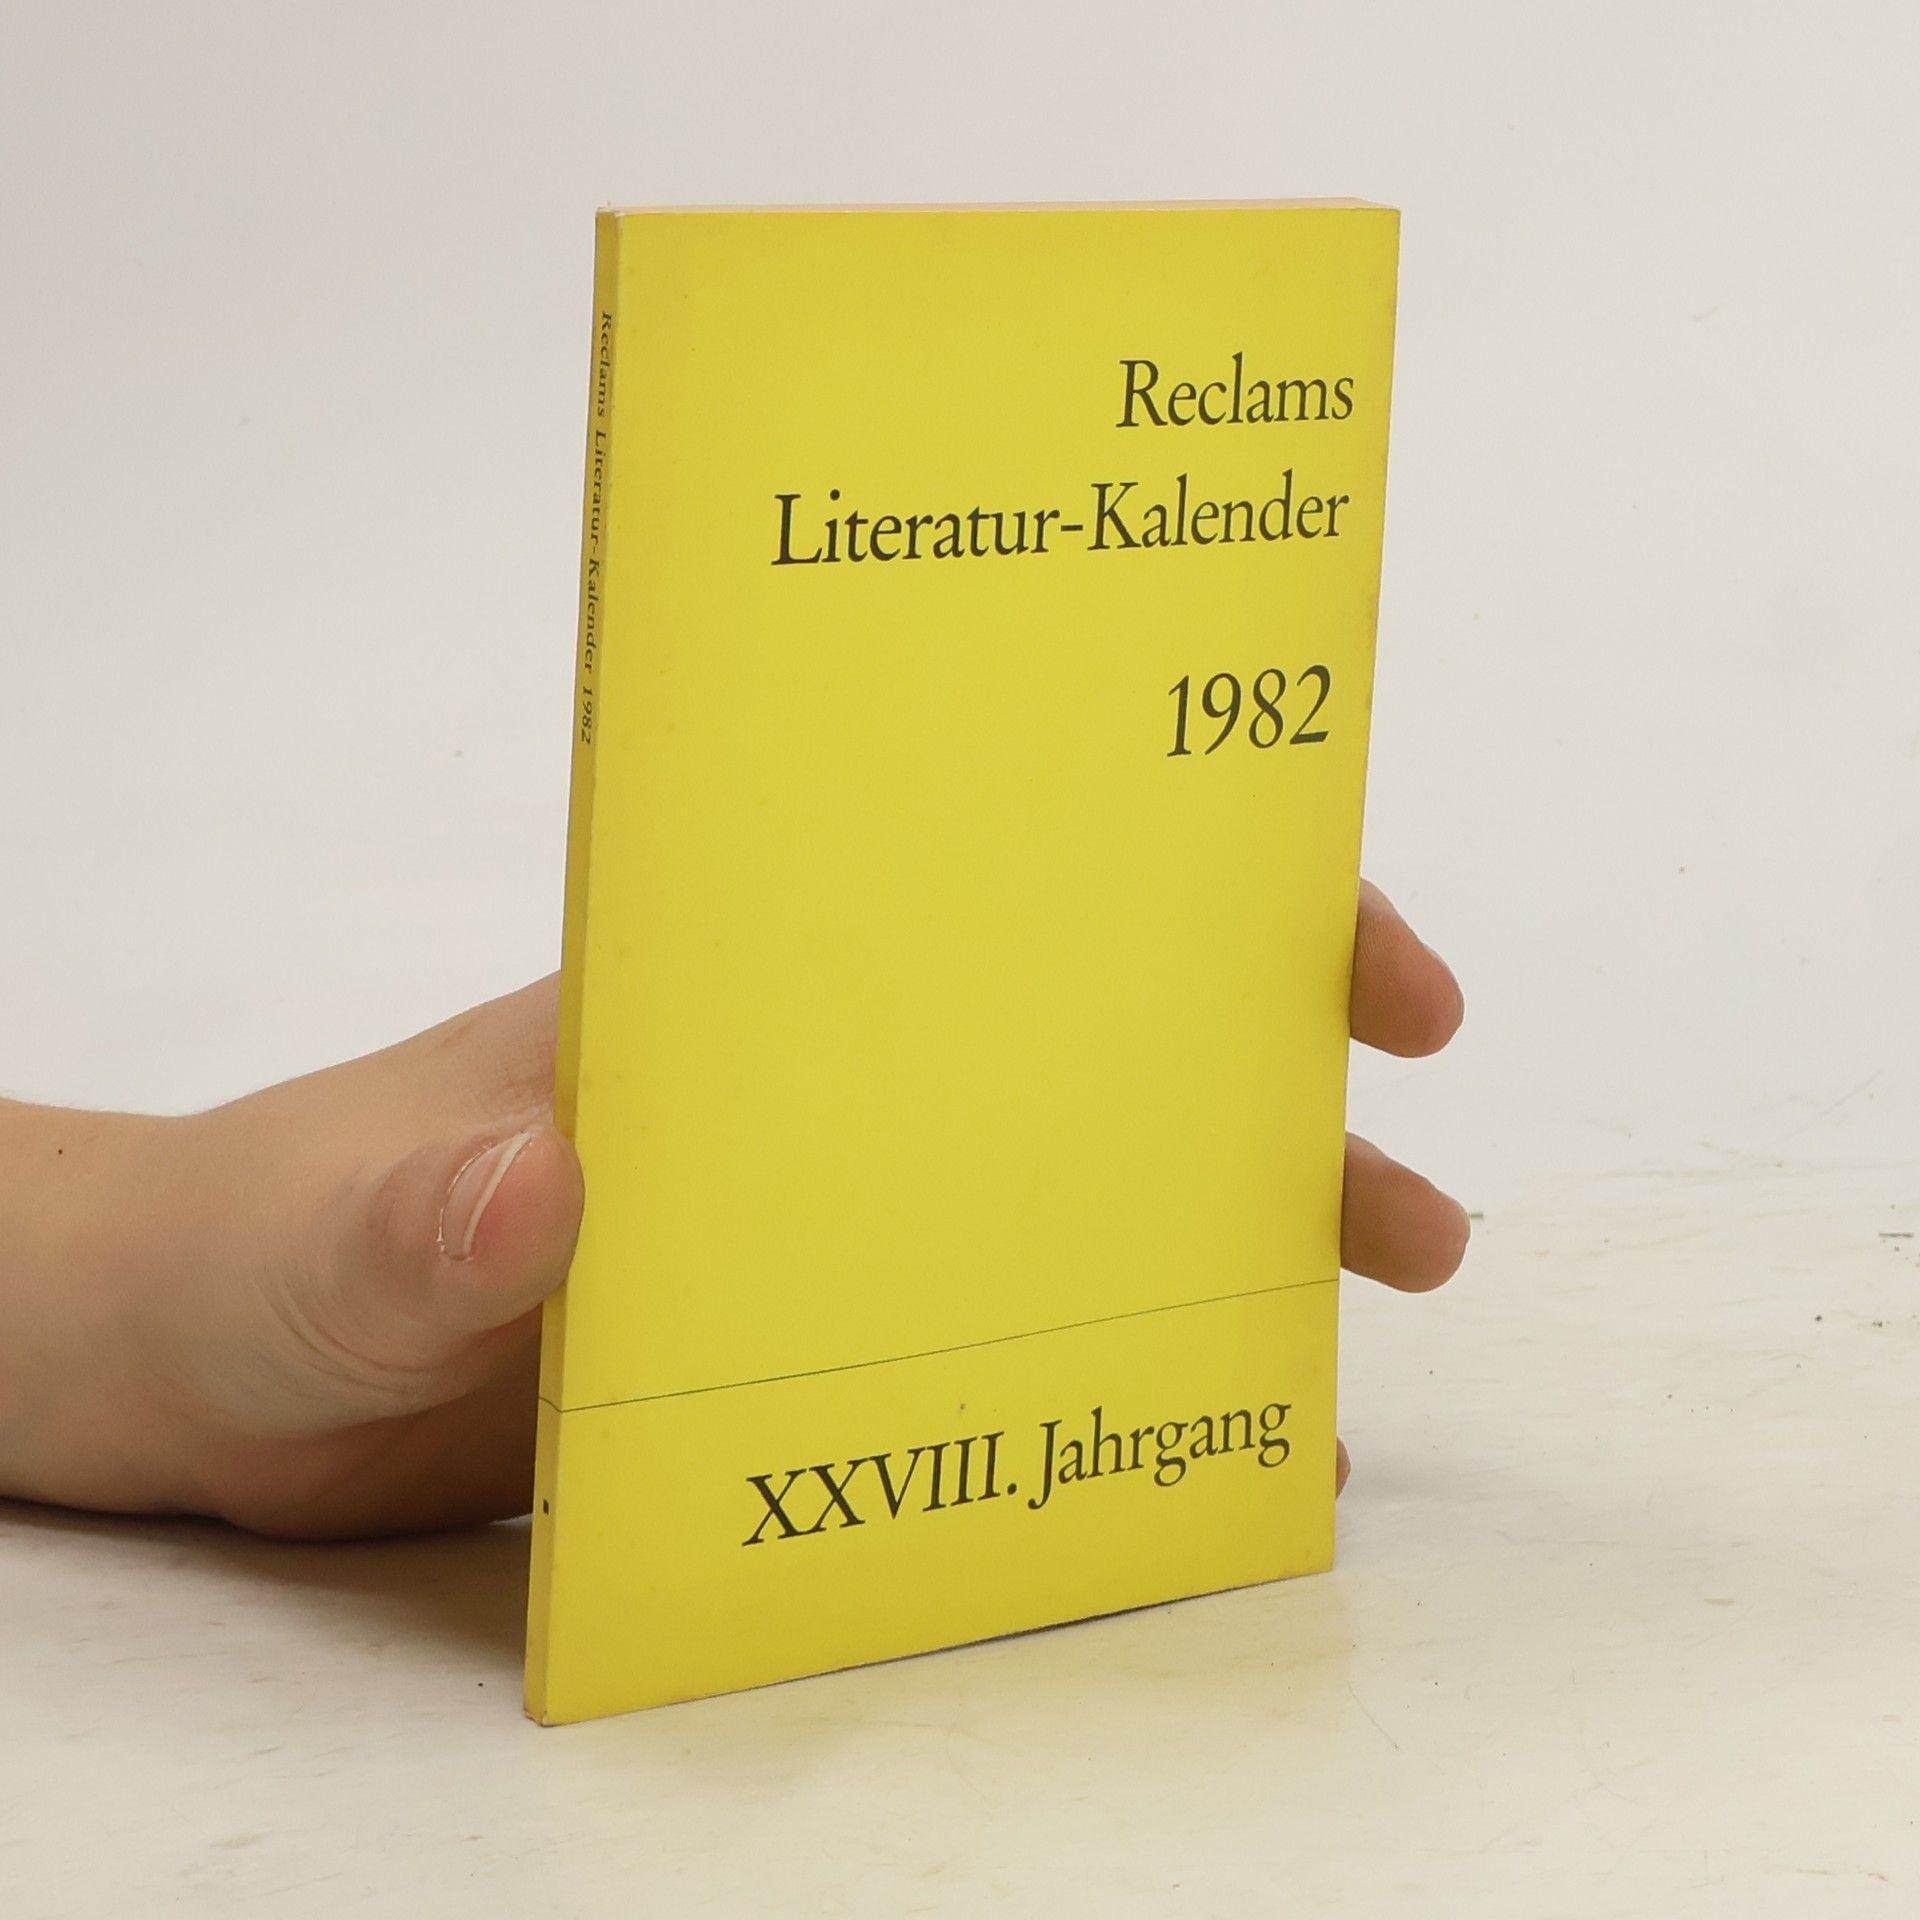 Reclams
Literatur-Kalender
1982
XXVIII. Jahrgang
Reclams Literatur-Kalender 1982